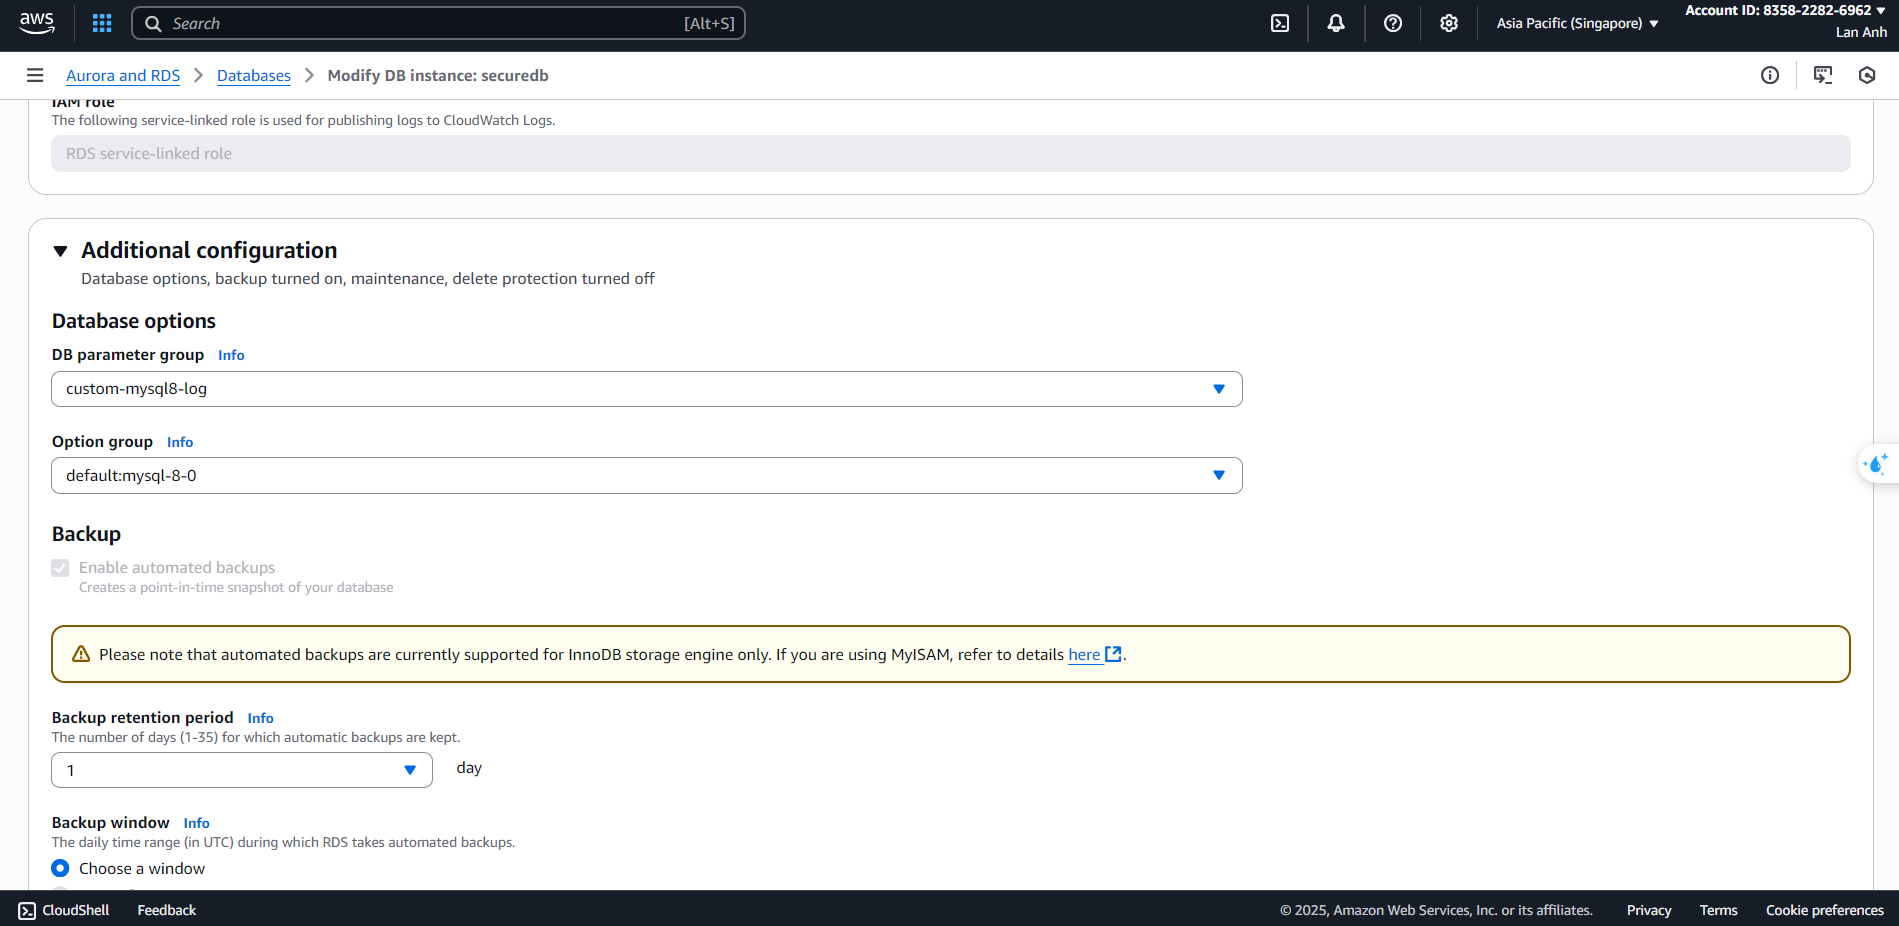 aws
Search [Alt+S]
Asia Pacific (Singapore)
Account ID: 8358-2282-6962
Lan Anh
Aurora and RDS > Databases > Modify DB instance: securedb
IAM role
The following service-linked role is used for publishing logs to CloudWatch Logs.
RDS service-linked role
Additional configuration
Database options, backup turned on, maintenance, delete protection turned off
Database options
DB parameter group Info
custom-mysql8-log
Option group Info
default:mysql-8-0
Backup
Enable automated backups
Creates a point-in-time snapshot of your database
Please note that automated backups are currently supported for InnoDB storage engine only. If you are using MyISAM, refer to details here.
Backup retention period Info
The number of days (1-35) for which automatic backups are kept.
1 day
Backup window Info
The daily time range (in UTC) during which RDS takes automated backups.
Choose a window
CloudShell Feedback © 2025, Amazon Web Services, Inc. or its affiliates. Privacy Terms Cookie preferences